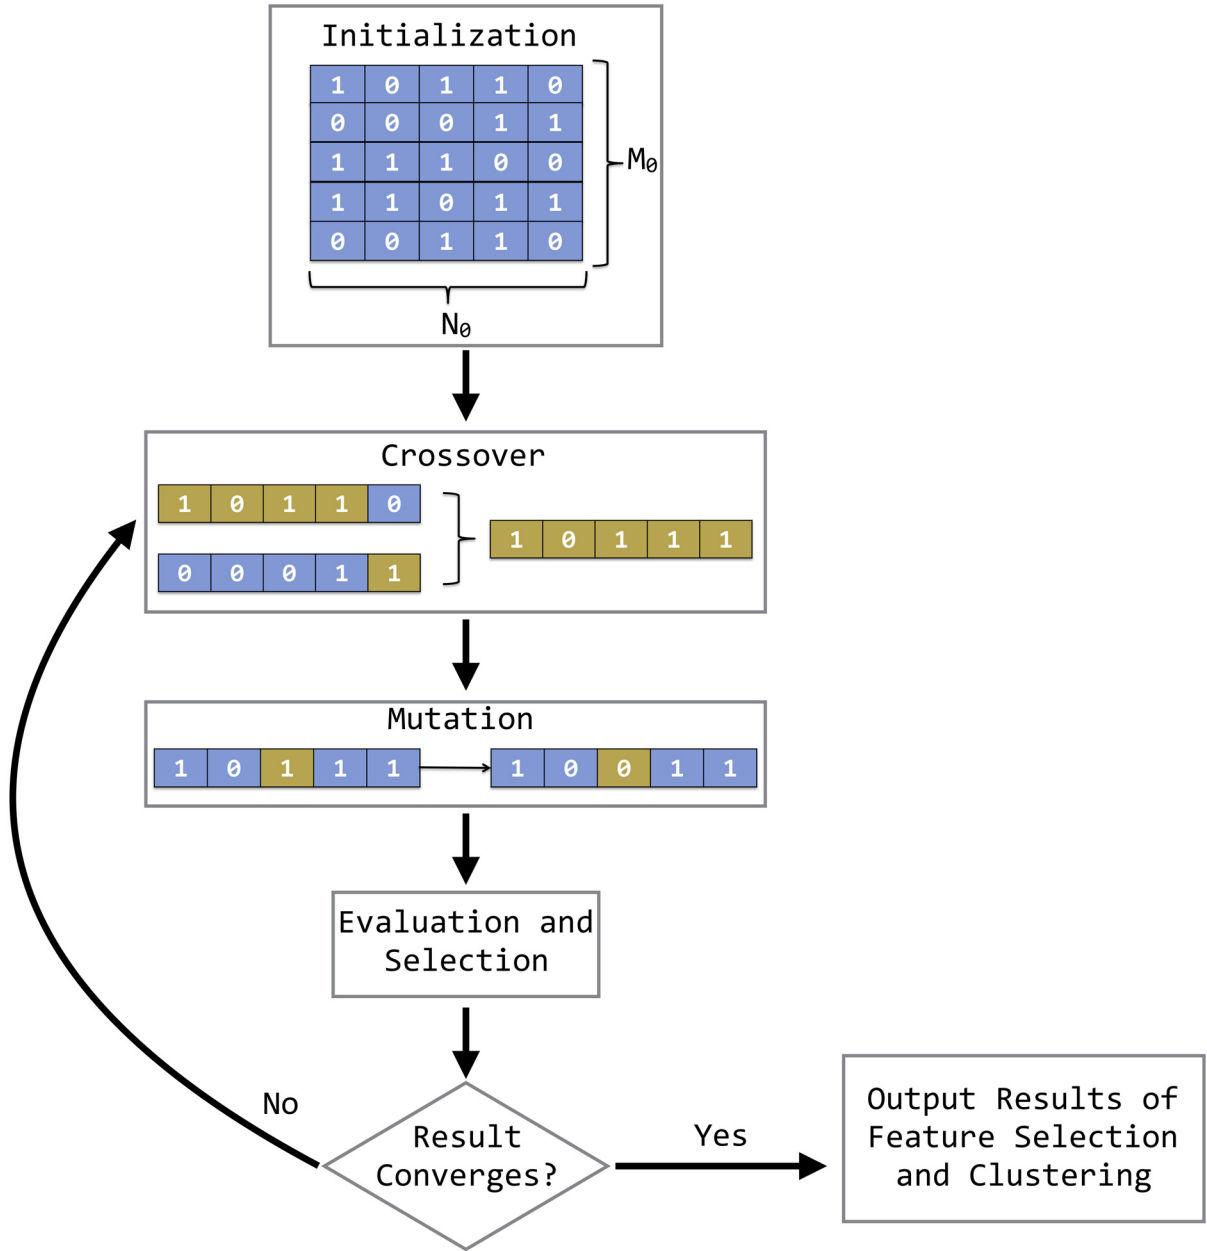 Initialization
1 0 1 1 0
0 0 0 1 1
1 1 1 0 0
1 1 0 1 1
0 0 1 1 0
M₀
N₀
Crossover
1 0 1 1 0
0 0 0 1 1
1 0 1 1 1
Mutation
1 0 1 1 1
1 0 0 1 1
Evaluation and
Selection
Result
Converges?
No
Yes
Output Results of
Feature Selection
and Clustering